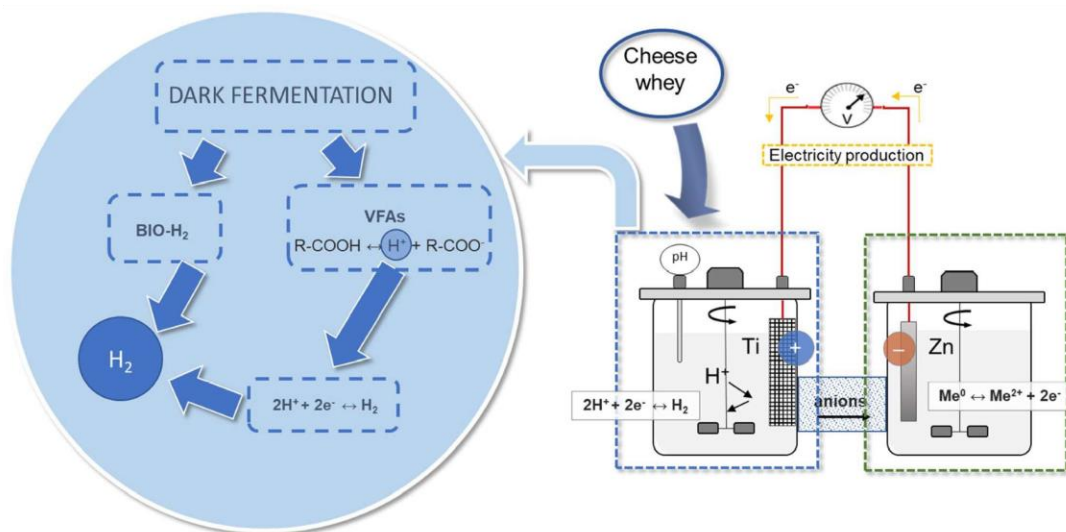 DARK FERMENTATION
BIO-H₂
VFAs
R-COOH ↔ H⁺ + R-COO⁻
H₂
2H⁺ + 2e⁻ ↔ H₂
Cheese
whey
e⁻
e⁻
V
Electricity production
pH
Ti
+
−
Zn
H⁺
2H⁺ + 2e⁻ ↔ H₂
anions
Me⁰ ↔ Me²⁺ + 2e⁻